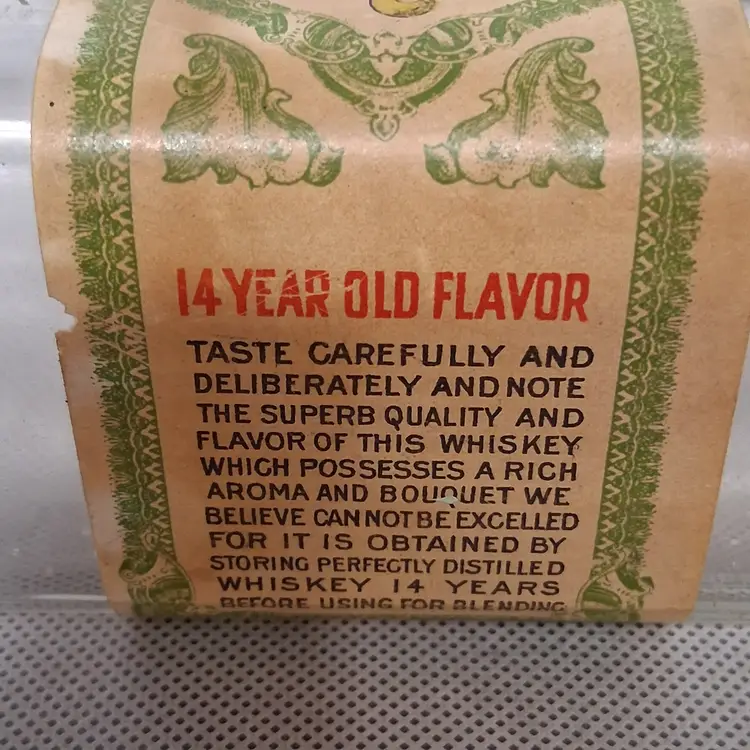 14 YEAR OLD FLAVOR
TASTE CAREFULLY AND
DELIBERATELY AND NOTE
THE SUPERB QUALITY AND
FLAVOR OF THIS WHISKEY
WHICH POSSESSES A RICH
AROMA AND BOUQUET WE
BELIEVE CAN NOT BE EXCELLED
FOR IT IS OBTAINED BY
STORING PERFECTLY DISTILLED
WHISKEY 14 YEARS
BEFORE USING FOR BLENDING